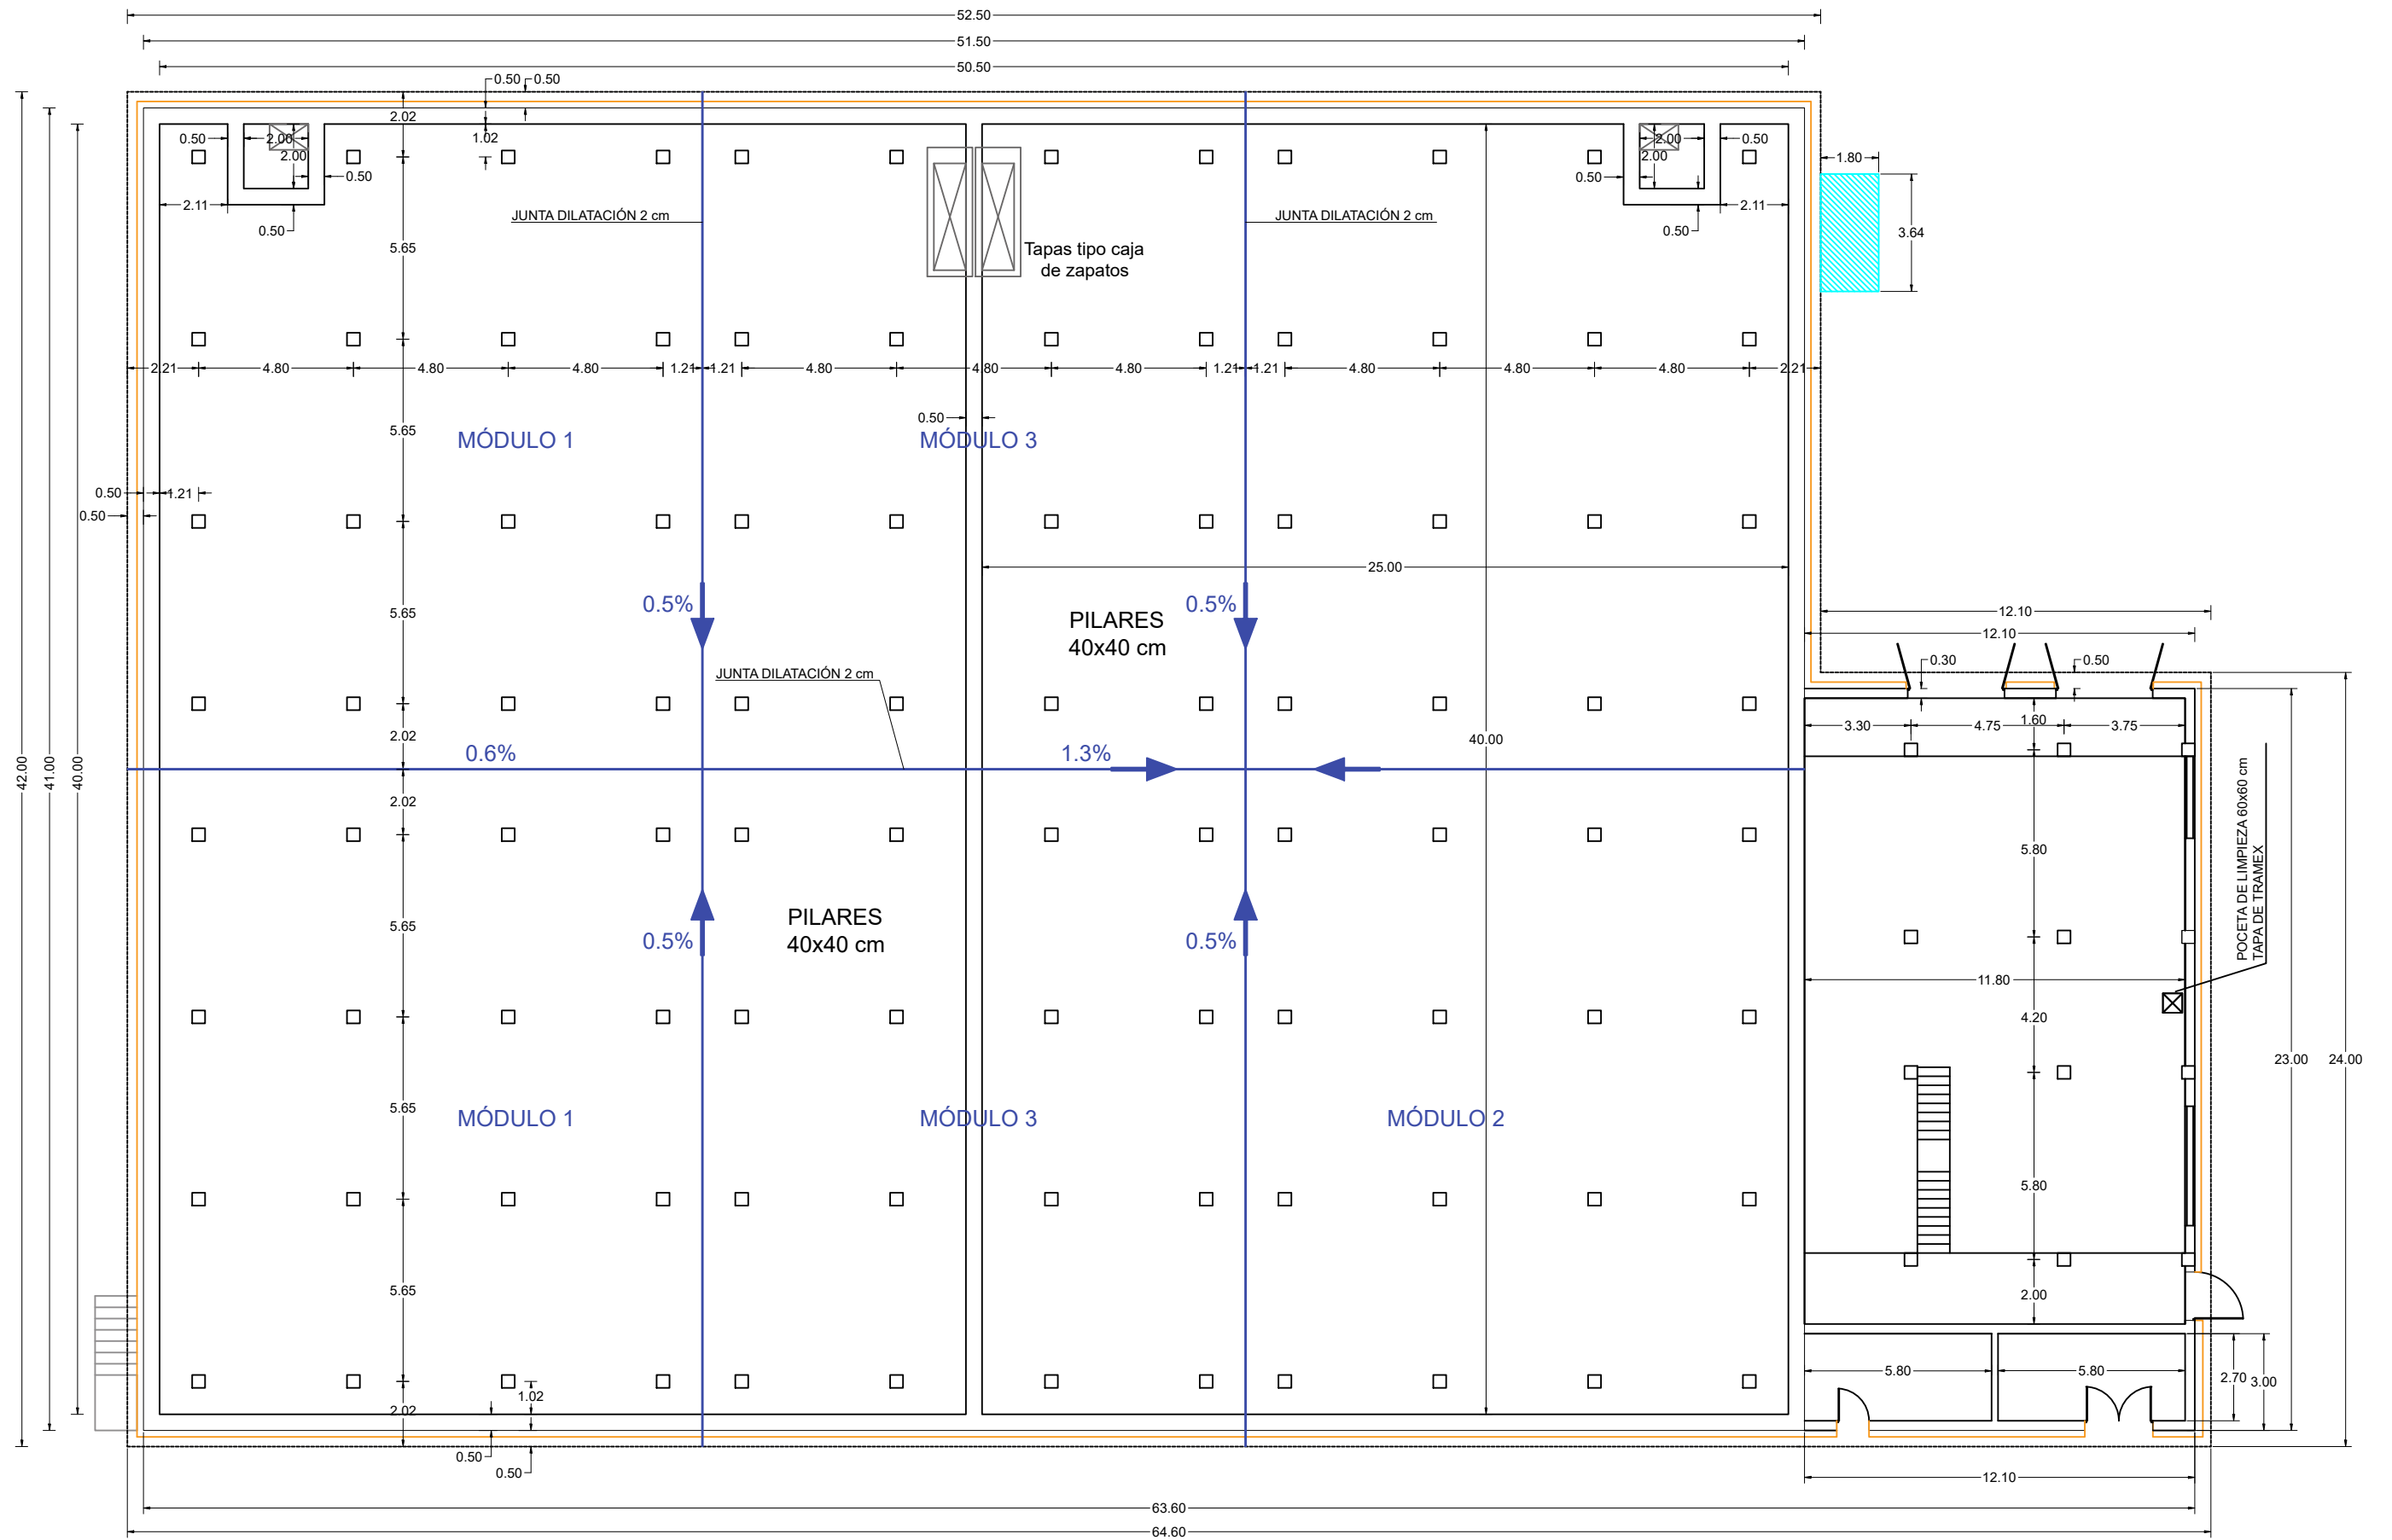 52.50
51.50
50.50
0.50 0.50
2.02
1.02
0.50 2.00 2.00 0.50
2.00 2.00 0.50
0.50 0.50
1.80
2.11 2.11
0.50 0.50
JUNTA DILATACIÓN 2 cm JUNTA DILATACIÓN 2 cm
3.64
5.65
Tapas tipo caja
de zapatos
2.21 4.80 4.80 4.80 1.21 1.21 4.80 4.80 4.80 1.21 1.21 4.80 4.80 4.80 2.21
0.50
5.65
MÓDULO 1 MÓDULO 3
0.50 1.21
0.50
25.00
0.5% 0.5%
5.65
PILARES
40x40 cm
12.10
12.10
0.30 0.50
JUNTA DILATACIÓN 2 cm
3.30 4.75 1.60 3.75
2.02
40.00
0.6% 1.3%
42.00 41.00 40.00
2.02
5.80
POCETA DE LIMPIEZA 60x60 cm
TAPA DE TRAMEX
PILARES
40x40 cm
5.65
0.5% 0.5%
11.80
4.20
23.00 24.00
5.65
MÓDULO 1 MÓDULO 3 MÓDULO 2
5.80
5.65
2.00
5.80 5.80
2.70 3.00
1.02
2.02
0.50
0.50
12.10
63.60
64.60